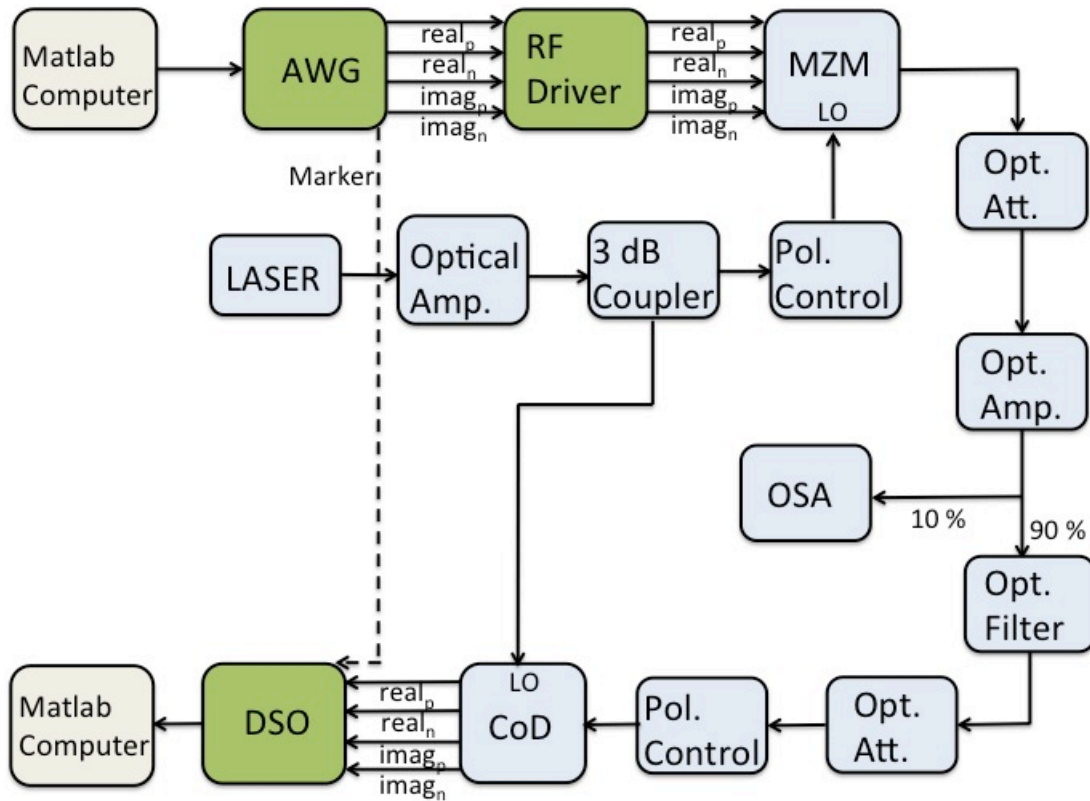 Matlab
Computer
AWG
real_p
real_n
imag_p
imag_n
RF
Driver
real_p
real_n
imag_p
imag_n
MZM
LO
Marker
LASER
Optical
Amp.
3 dB
Coupler
Pol.
Control
Opt.
Att.
Opt.
Amp.
OSA
10 %
90 %
Opt.
Filter
Matlab
Computer
DSO
real_p
real_n
imag_p
imag_n
LO
CoD
Pol.
Control
Opt.
Att.